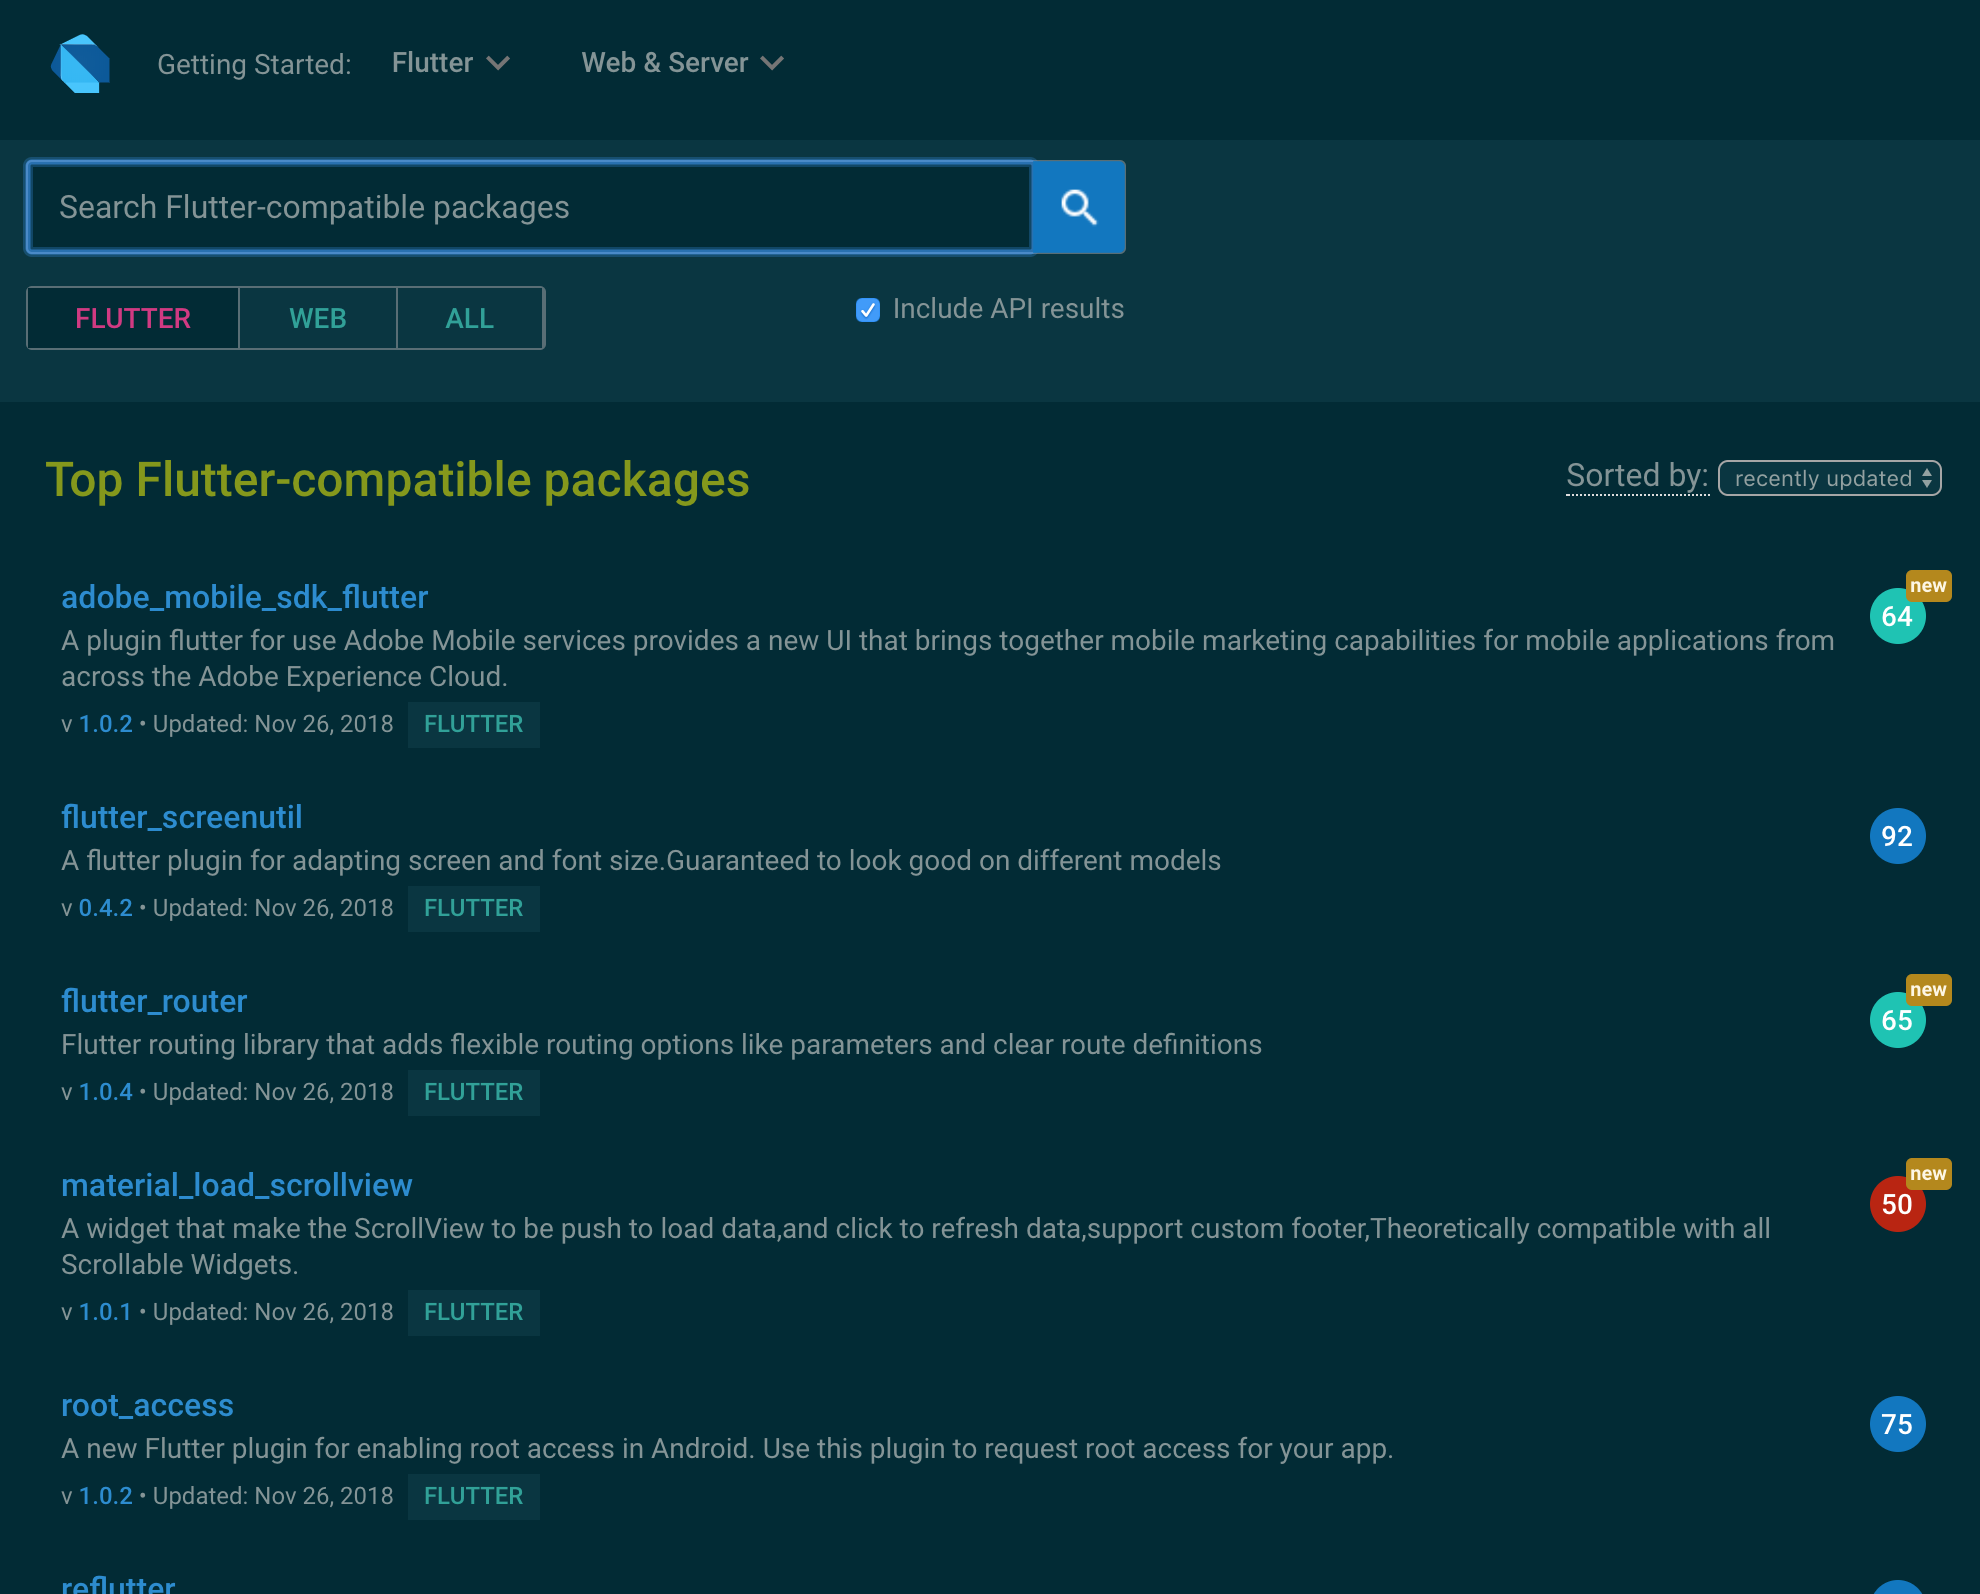 Getting Started: Flutter Web & Server
Search Flutter-compatible packages
FLUTTER WEB ALL Include API results
Top Flutter-compatible packages Sorted by: recently updated
adobe_mobile_sdk_flutter new
64
A plugin flutter for use Adobe Mobile services provides a new UI that brings together mobile marketing capabilities for mobile applications from
across the Adobe Experience Cloud.
v 1.0.2 • Updated: Nov 26, 2018 FLUTTER
flutter_screenutil 92
A flutter plugin for adapting screen and font size.Guaranteed to look good on different models
v 0.4.2 • Updated: Nov 26, 2018 FLUTTER
flutter_router new
65
Flutter routing library that adds flexible routing options like parameters and clear route definitions
v 1.0.4 • Updated: Nov 26, 2018 FLUTTER
material_load_scrollview new
50
A widget that make the ScrollView to be push to load data,and click to refresh data,support custom footer,Theoretically compatible with all
Scrollable Widgets.
v 1.0.1 • Updated: Nov 26, 2018 FLUTTER
root_access 75
A new Flutter plugin for enabling root access in Android. Use this plugin to request root access for your app.
v 1.0.2 • Updated: Nov 26, 2018 FLUTTER
reflutter